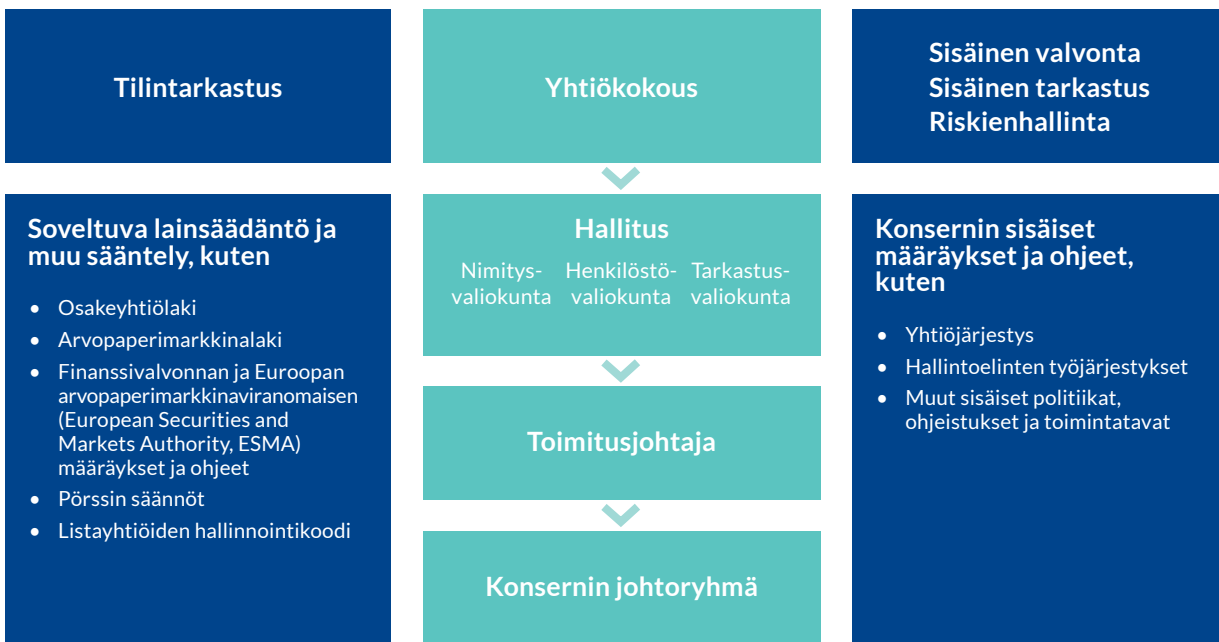 Tilintarkastus
Yhtiökokous
Sisäinen valvonta
Sisäinen tarkastus
Riskienhallinta
Soveltuva lainsäädäntö ja
muu sääntely, kuten
• Osakeyhtiölaki
• Arvopaperimarkkinalaki
• Finanssivalvonnan ja Euroopan
arvopaperimarkkinaviranomaisen
(European Securities and
Markets Authority, ESMA)
määräykset ja ohjeet
• Pörssin säännöt
• Listayhtiöiden hallinnointikoodi
Hallitus
Nimitys-
valiokunta
Henkilöstö-
valiokunta
Tarkastus-
valiokunta
Toimitusjohtaja
Konsernin johtoryhmä
Konsernin sisäiset
määräykset ja ohjeet,
kuten
• Yhtiöjärjestys
• Hallintoelinten työjärjestykset
• Muut sisäiset politiikat,
ohjeistukset ja toimintatavat